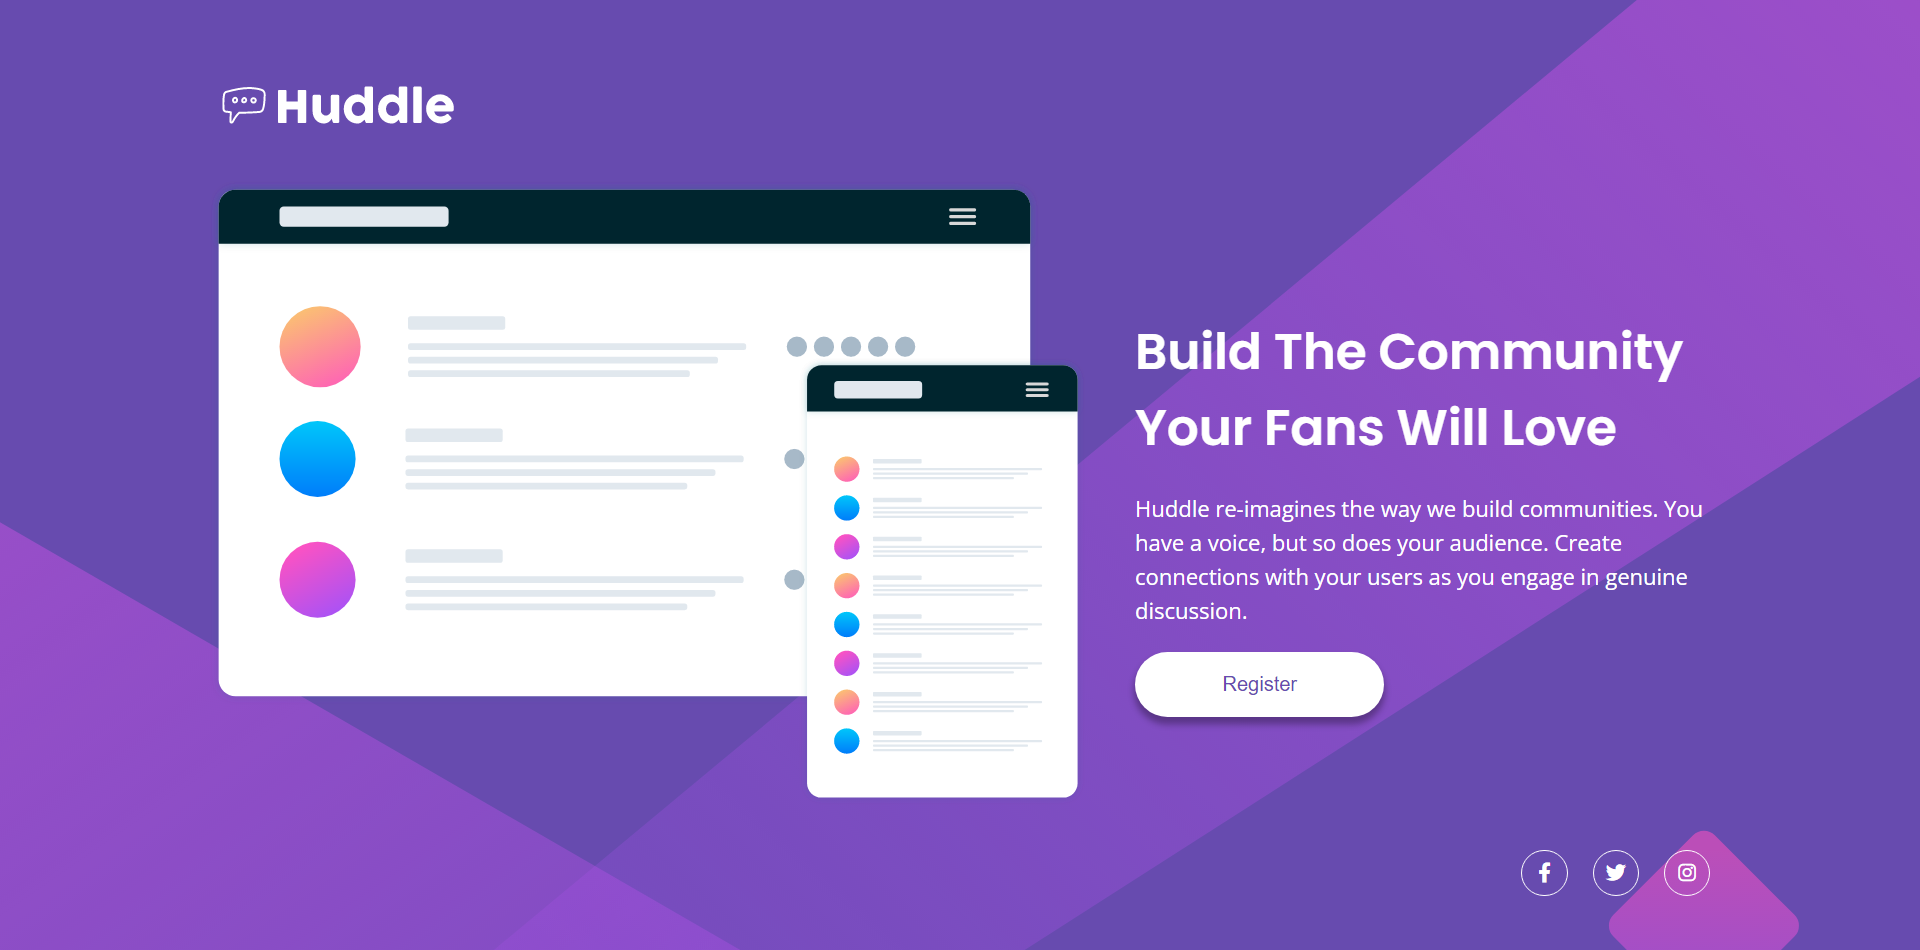 Huddle
Build The Community
Your Fans Will Love
Huddle re-imagines the way we build communities. You
have a voice, but so does your audience. Create
connections with your users as you engage in genuine
discussion.
Register